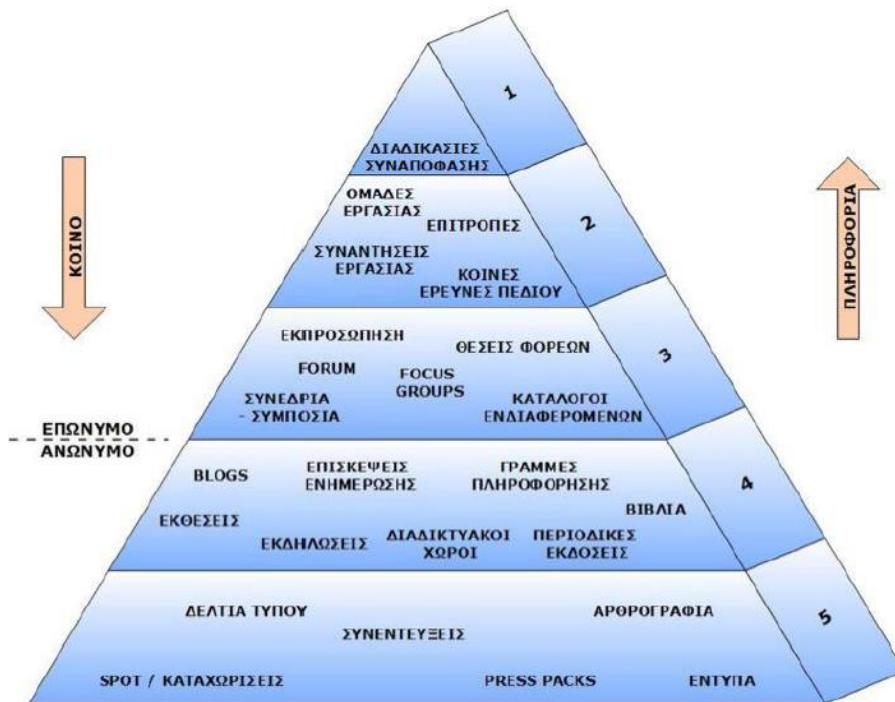 1
ΔΙΑΔΙΚΑΣΙΕΣ
ΣΥΝΑΠΟΦΑΣΗΣ
ΟΜΑΔΕΣ
ΕΡΓΑΣΙΑΣ
ΕΠΙΤΡΟΠΕΣ
2
ΣΥΝΑΝΤΗΣΕΙΣ
ΕΡΓΑΣΙΑΣ
ΚΟΙΝΕΣ
ΕΡΕΥΝΕΣ ΠΕΔΙΟΥ
ΚΟΙΝΟ
ΠΛΗΡΟΦΟΡΙΑ
ΕΚΠΡΟΣΩΠΗΣΗ
ΘΕΣΕΙΣ ΦΟΡΕΩΝ
3
FORUM
FOCUS
GROUPS
ΣΥΝΕΔΡΙΑ
- ΣΥΜΠΟΣΙΑ
ΚΑΤΑΛΟΓΟΙ
ΕΝΔΙΑΦΕΡΟΜΕΝΩΝ
ΕΠΩΝΥΜΟ
ΑΝΩΝΥΜΟ
BLOGS
ΕΠΙΣΚΕΨΕΙΣ
ΕΝΗΜΕΡΩΣΗΣ
ΓΡΑΜΜΕΣ
ΠΛΗΡΟΦΟΡΗΣΗΣ
4
ΒΙΒΛΙΑ
ΕΚΘΕΣΕΙΣ
ΕΚΔΗΛΩΣΕΙΣ
ΔΙΑΔΙΚΤΥΑΚΟΙ
ΧΩΡΟΙ
ΠΕΡΙΟΔΙΚΕΣ
ΕΚΔΟΣΕΙΣ
ΔΕΛΤΙΑ ΤΥΠΟΥ
ΣΥΝΕΝΤΕΥΞΕΙΣ
ΑΡΘΡΟΓΡΑΦΙΑ
5
SPOT / ΚΑΤΑΧΩΡΙΣΕΙΣ
PRESS PACKS
ΕΝΤΥΠΑ